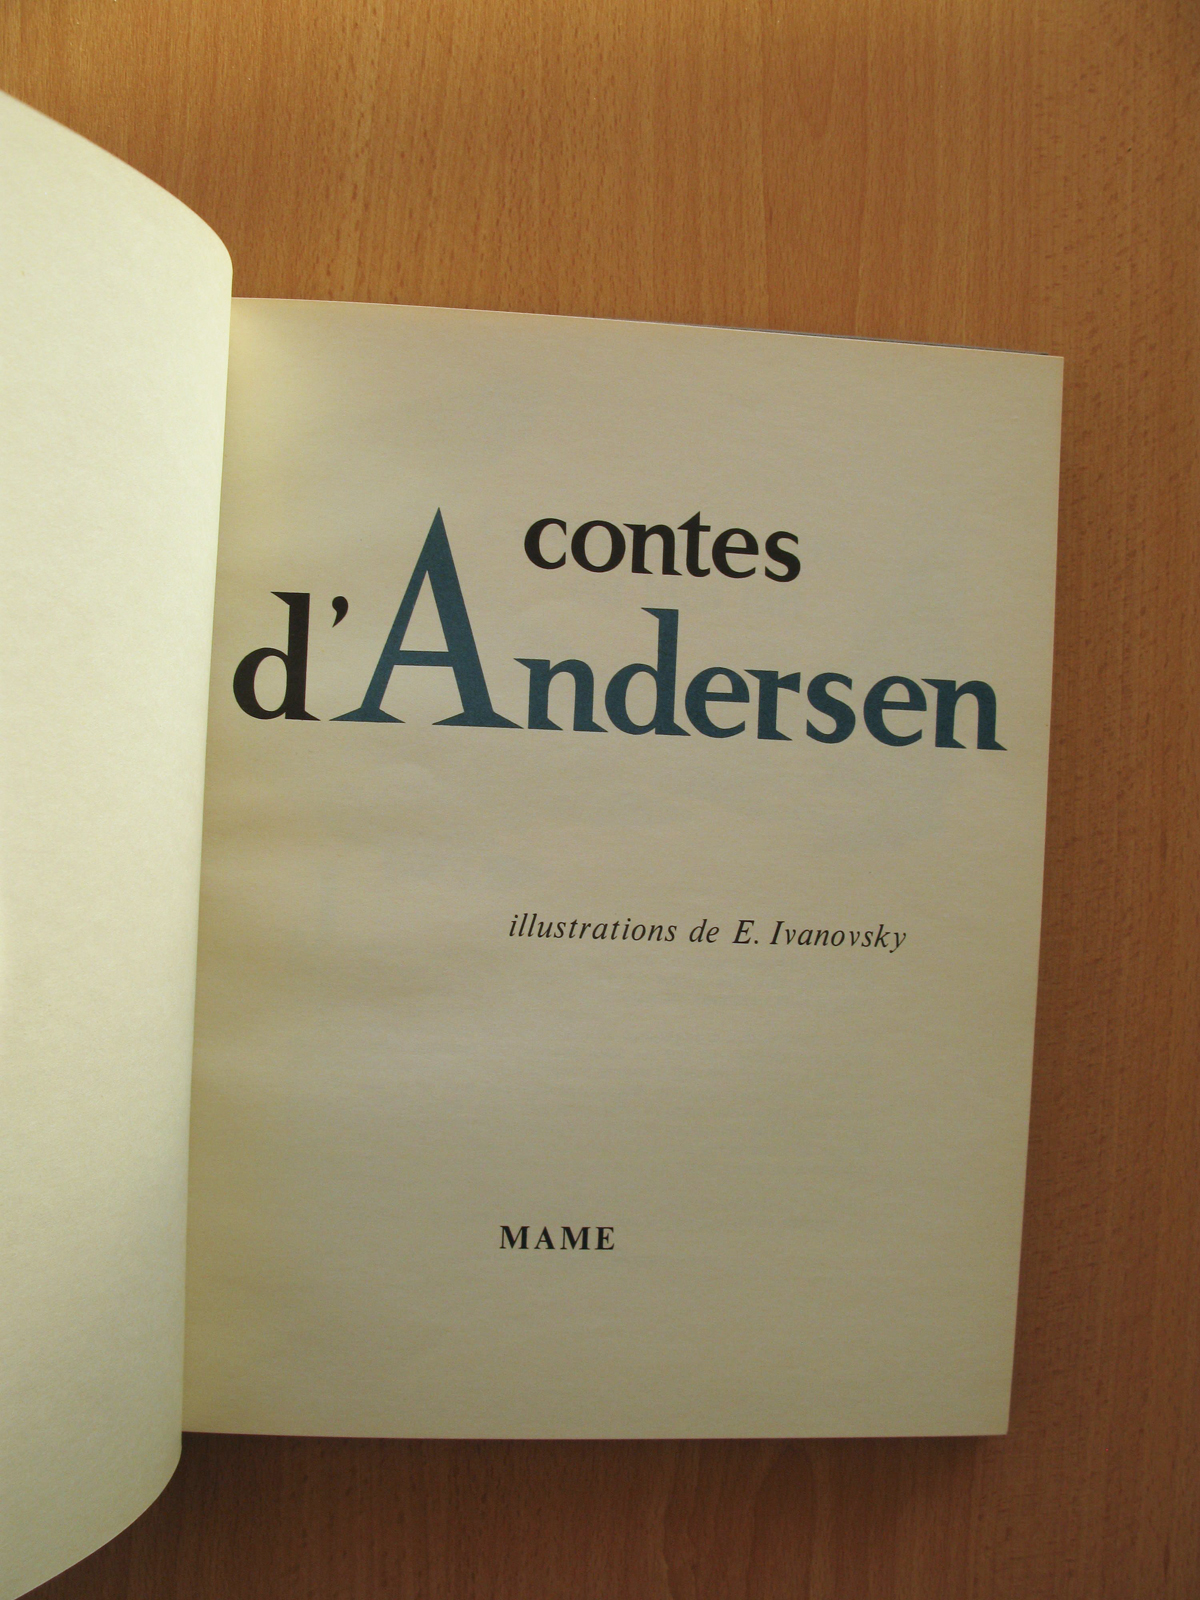 contes
d'Andersen
illustrations de E. Ivanovsky
MAME